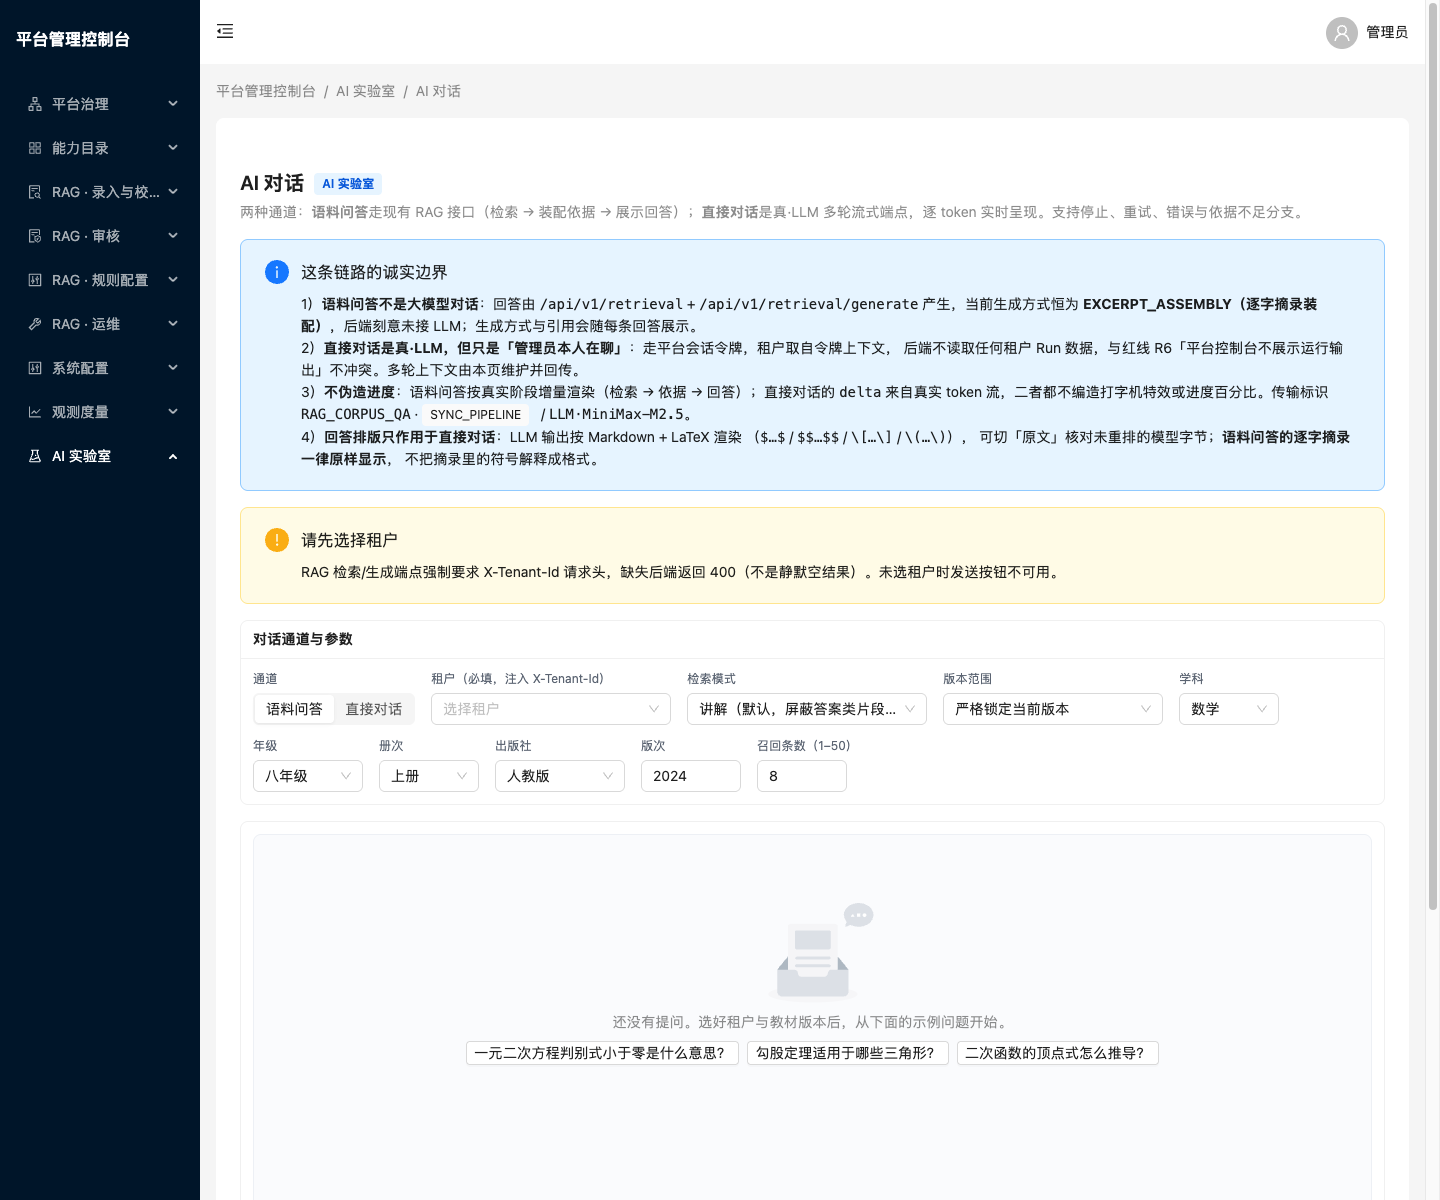 平台管理控制台
管理员
平台治理
能力目录
RAG · 录入与校...
RAG · 审核
RAG · 规则配置
RAG · 运维
系统配置
观测度量
AI 实验室
平台管理控制台 / AI 实验室 / AI 对话
AI 对话 AI 实验室
两种通道：语料问答走现有 RAG 接口（检索 → 装配依据 → 展示回答）；直接对话是真·LLM 多轮流式端点，逐 token 实时呈现。支持停止、重试、错误与依据不足分支。
这条链路的诚实边界
1）语料问答不是大模型对话：回答由 /api/v1/retrieval + /api/v1/retrieval/generate 产生，当前生成方式恒为 EXCERPT_ASSEMBLY（逐字摘录装
配），后端刻意未接 LLM；生成方式与引用会随每条回答展示。
2）直接对话是真·LLM，但只是「管理员本人在聊」：走平台会话令牌，租户取自令牌上下文， 后端不读取任何租户 Run 数据，与红线 R6「平台控制台不展示运行输
出」不冲突。多轮上下文由本页维护并回传。
3）不伪造进度：语料问答按真实阶段增量渲染（检索 → 依据 → 回答）；直接对话的 delta 来自真实 token 流，二者都不编造打字机特效或进度百分比。传输标识
RAG_CORPUS_QA · SYNC_PIPELINE / LLM·MiniMax-M2.5。
4）回答排版只作用于直接对话：LLM 输出按 Markdown + LaTeX 渲染 （$…$ / $$…$$ / \[…\] / \(…\)）， 可切「原文」核对未重排的模型字节；语料问答的逐字摘录
一律原样显示， 不把摘录里的符号解释成格式。
请先选择租户
RAG 检索/生成端点强制要求 X-Tenant-Id 请求头，缺失后端返回 400（不是静默空结果）。未选租户时发送按钮不可用。
对话通道与参数
通道 租户（必填，注入 X-Tenant-Id） 检索模式 版本范围 学科
语料问答 直接对话 选择租户 讲解（默认，屏蔽答案类片段... 严格锁定当前版本 数学
年级 册次 出版社 版次 召回条数（1–50）
八年级 上册 人教版 2024 8
还没有提问。选好租户与教材版本后，从下面的示例问题开始。
一元二次方程判别式小于零是什么意思？ 勾股定理适用于哪些三角形？ 二次函数的顶点式怎么推导？